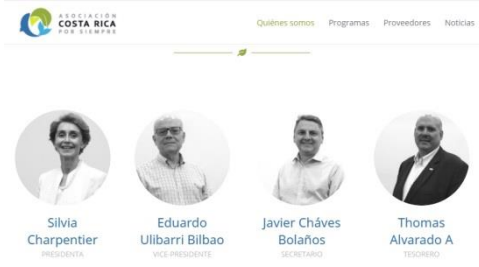 ASOCIACIÓN
COSTA RICA
POR SIEMPRE
Quiénes somos Programas Proveedores Noticias
Silvia
Charpentier
PRESIDENTA
Eduardo
Ulibarri Bilbao
VICE-PRESIDENTE
Javier Cháves
Bolaños
SECRETARIO
Thomas
Alvarado A
TESORERO